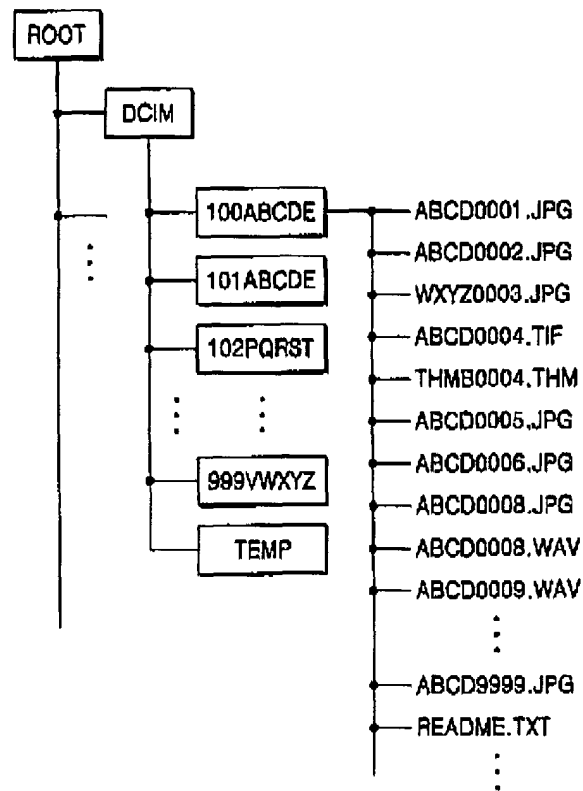 ROOT
DCIM
100ABCDE
101ABCDE
102PQRST
999VWXYZ
TEMP
ABCD0001.JPG
ABCD0002.JPG
WXYZ0003.JPG
ABCD0004.TIF
THMB0004.THM
ABCD0005.JPG
ABCD0006.JPG
ABCD0008.JPG
ABCD0008.WAV
ABCD0009.WAV
ABCD9999.JPG
README.TXT